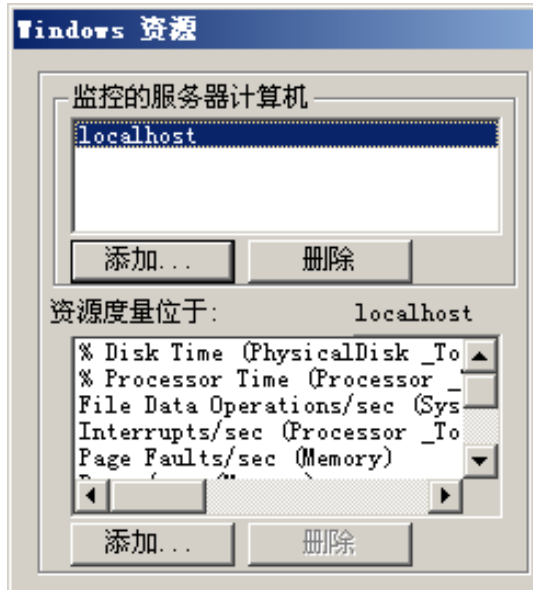 Windows 资源
监控的服务器计算机
localhost
添加... 删除
资源度量位于: localhost
% Disk Time (PhysicalDisk _To
% Processor Time (Processor _
File Data Operations/sec (Sys
Interrupts/sec (Processor _To
Page Faults/sec (Memory)
添加... 删除